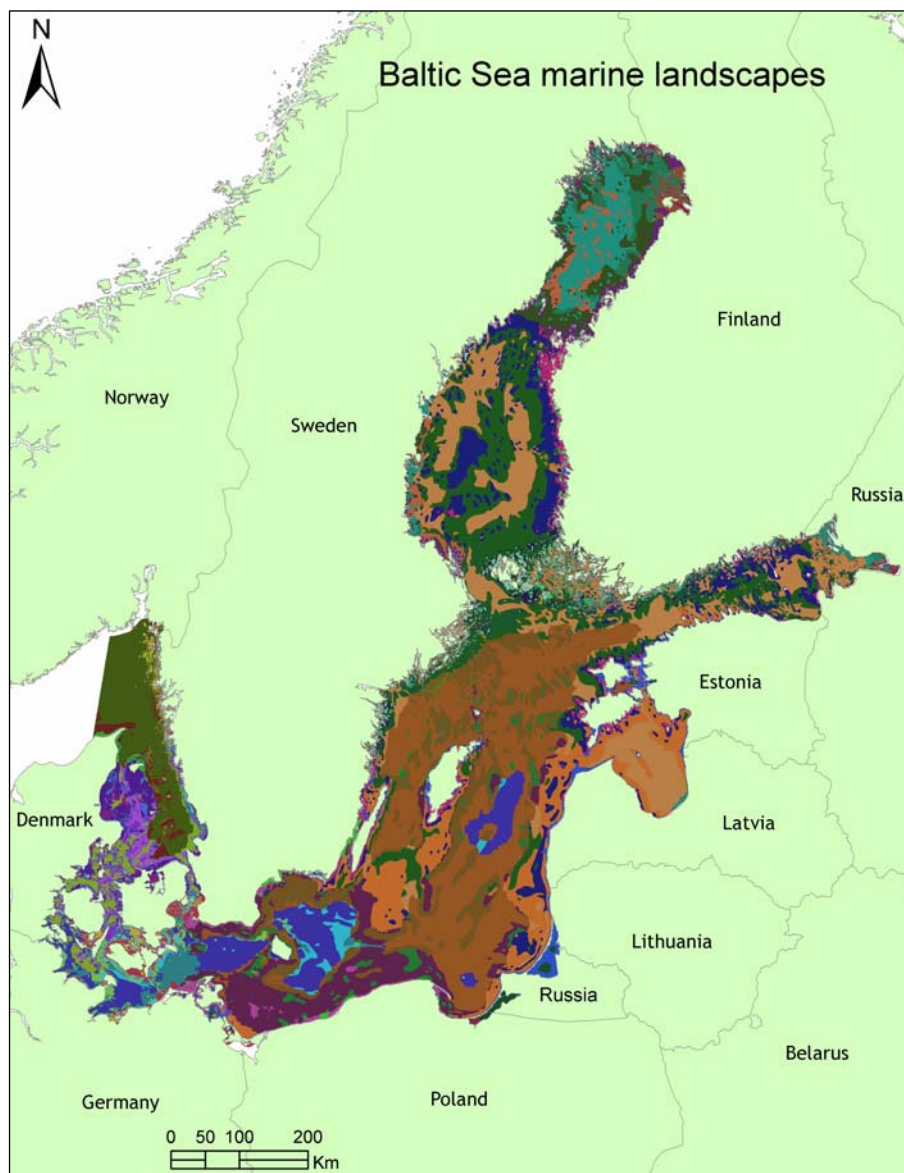 N
Baltic Sea marine landscapes
Finland
Norway
Sweden
Russia
Estonia
Denmark
Latvia
Lithuania
Russia
Belarus
Poland
Germany
0 50 100 200
Km